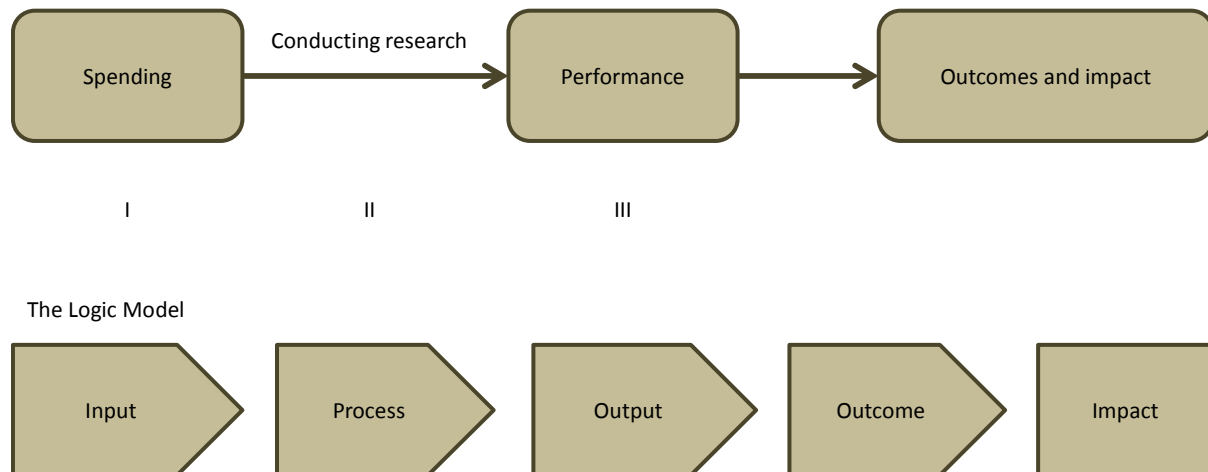 Conducting research
Spending
Performance
Outcomes and impact
I
II
III
The Logic Model
Input
Process
Output
Outcome
Impact